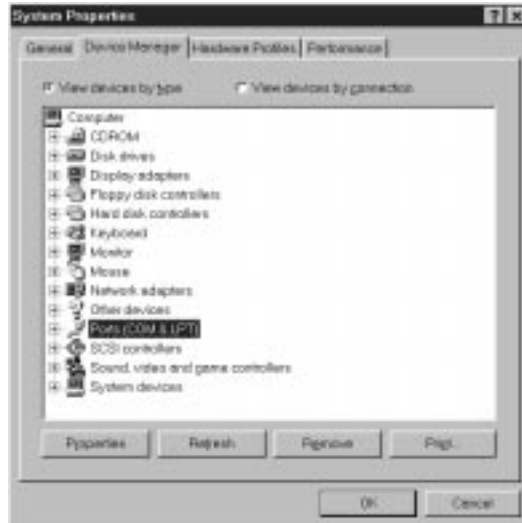 System Properties
General Device Manager Hardware Profiles Performance
View devices by type View devices by connection
Computer
CDROM
Disk drives
Display adapters
Floppy disk controllers
Hard disk controllers
Keyboard
Monitor
Mouse
Network adapters
Other devices
Ports (COM & LPT)
SCSI controllers
Sound, video and game controllers
System devices
Properties Refresh Remove Print...
OK Cancel